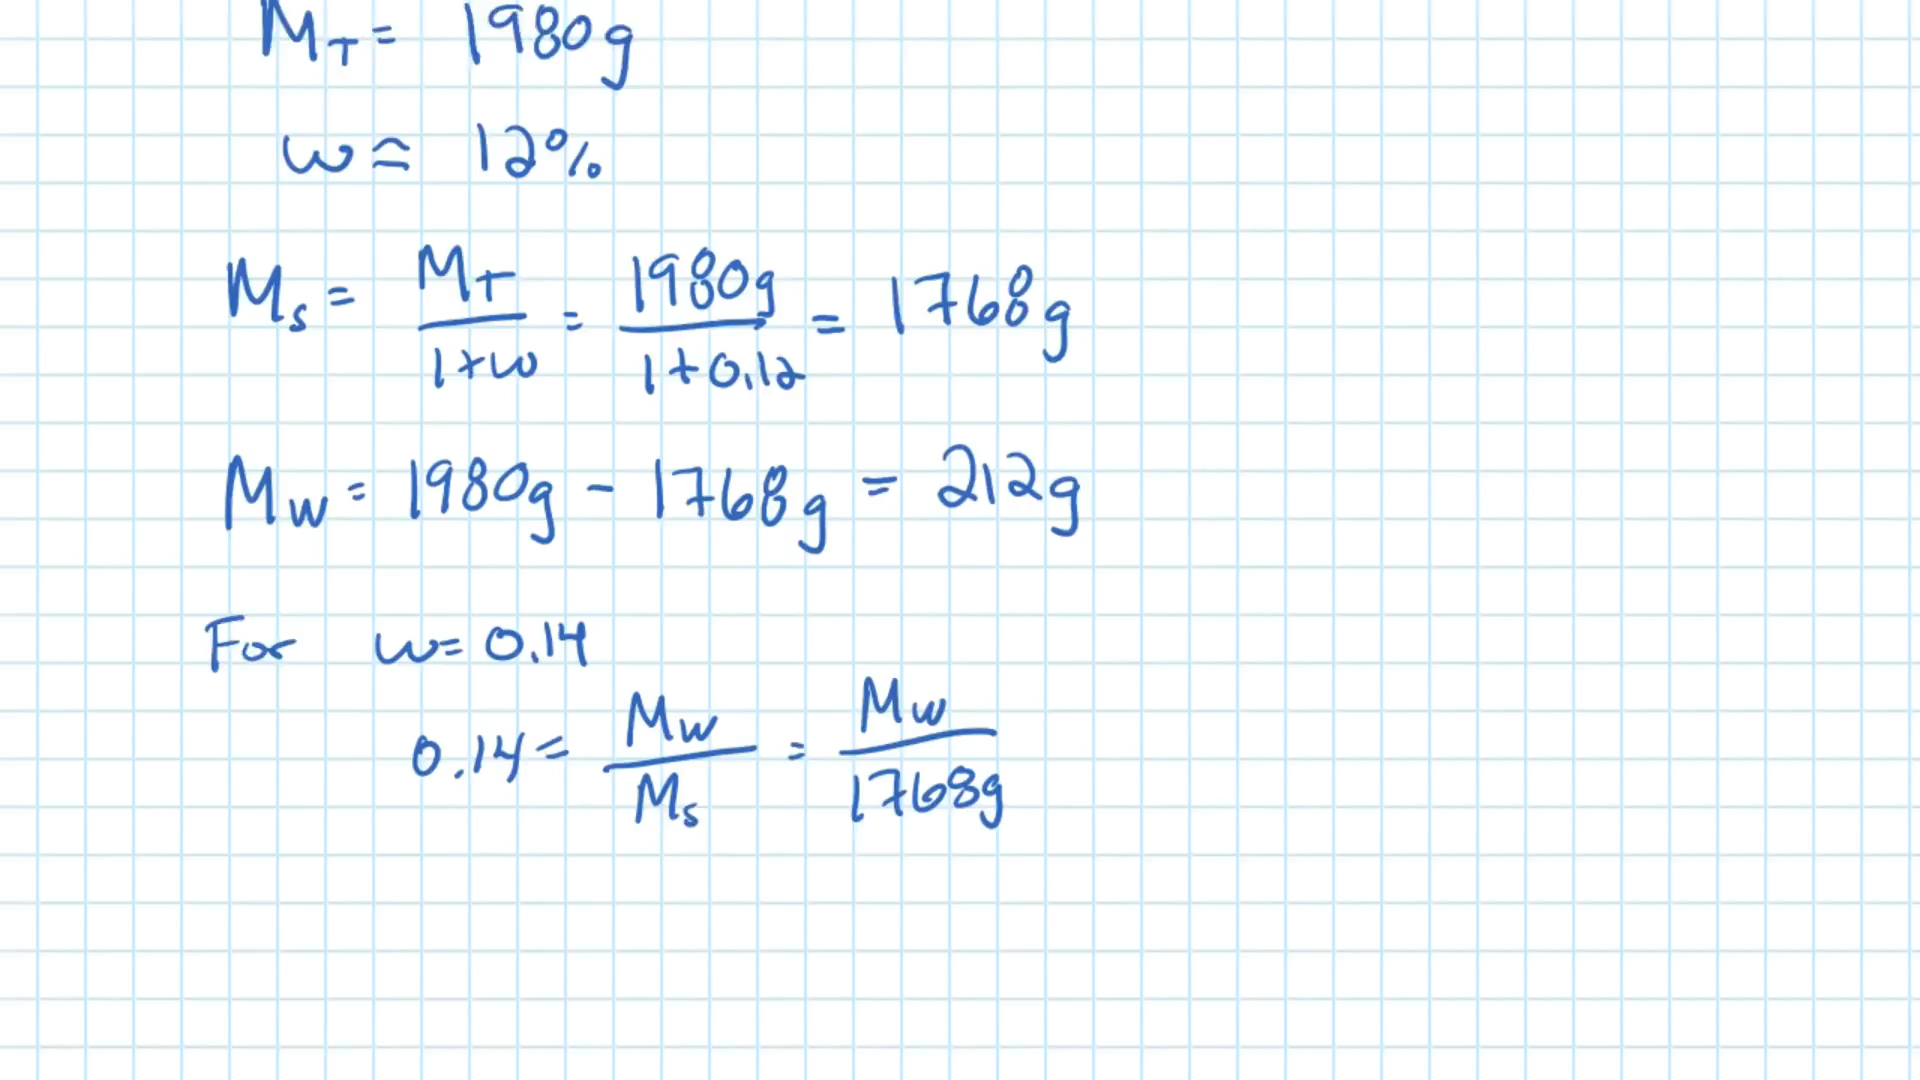 M_T = 1980g
w ≈ 12%
M_s = M_T/(1+w) = 1980g/(1+0.12) = 1768g
M_w = 1980g - 1768g = 212g
For w = 0.14
0.14 = M_w/M_s = M_w/1768g